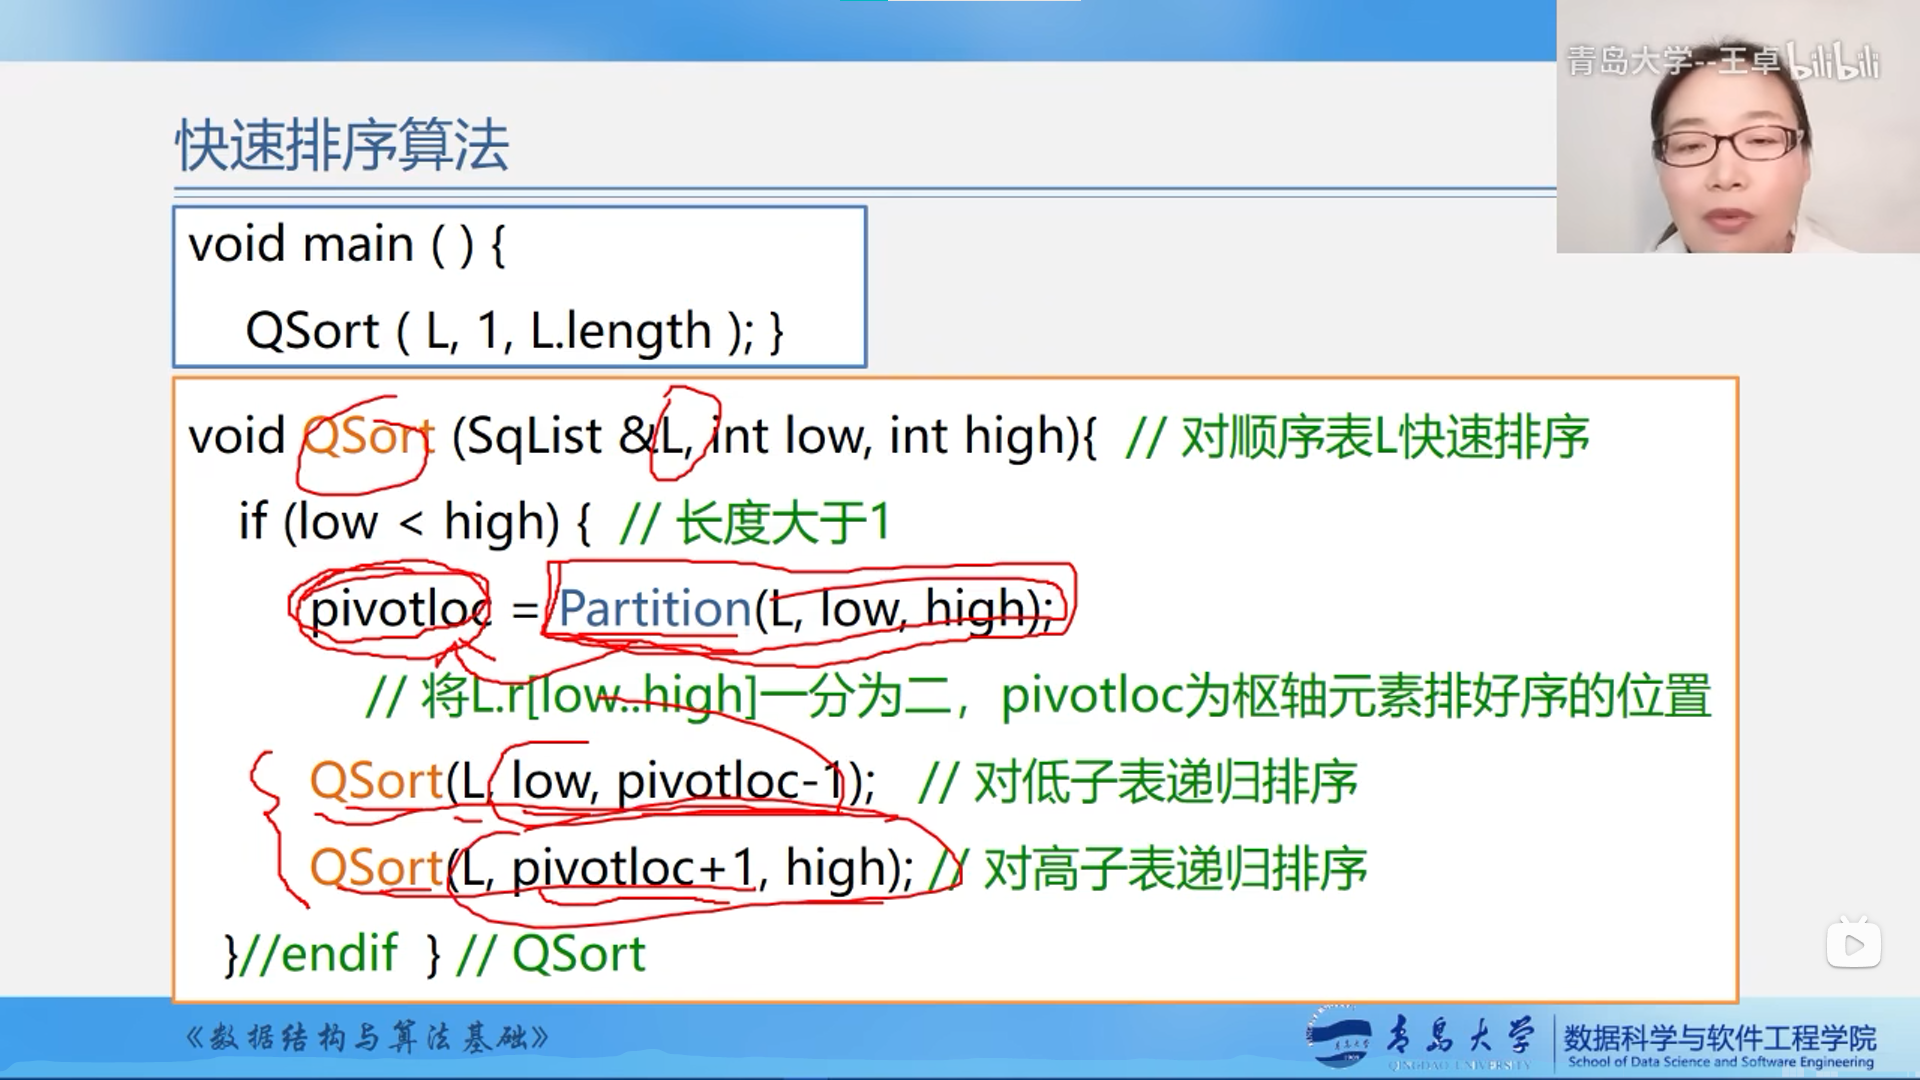 青岛大学--王卓 bilibili
快速排序算法
void main ( ) {
QSort ( L, 1, L.length ); }
void QSort (SqList &L, int low, int high){ // 对顺序表L快速排序
if (low < high) { // 长度大于1
pivotloc = Partition(L, low, high);
// 将L.r[low..high]一分为二，pivotloc为枢轴元素排好序的位置
QSort(L, low, pivotloc-1); // 对低子表递归排序
QSort(L, pivotloc+1, high); // 对高子表递归排序
}//endif } // QSort
《数据结构与算法基础》
青岛大学
QINGDAO UNIVERSITY
数据科学与软件工程学院
School of Data Science and Software Engineering